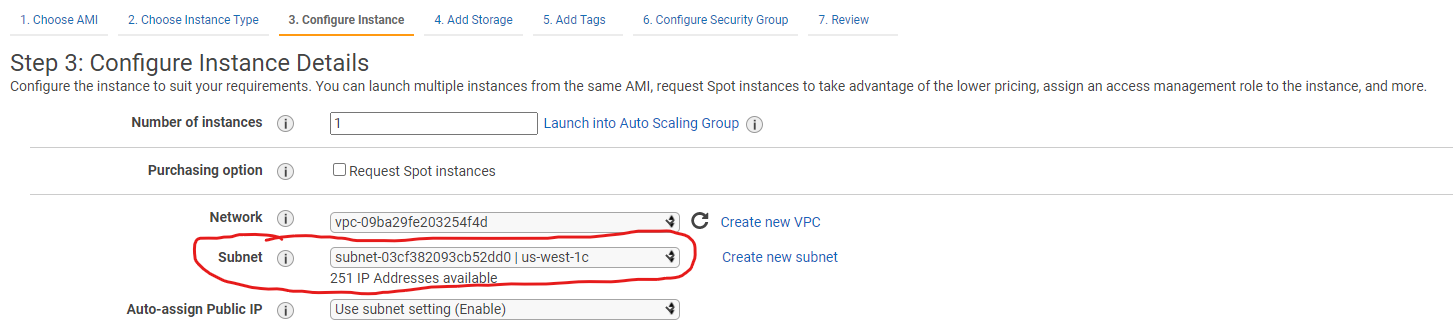 1. Choose AMI 2. Choose Instance Type 3. Configure Instance 4. Add Storage 5. Add Tags 6. Configure Security Group 7. Review
Step 3: Configure Instance Details
Configure the instance to suit your requirements. You can launch multiple instances from the same AMI, request Spot instances to take advantage of the lower pricing, assign an access management role to the instance, and more.
Number of instances i 1 Launch into Auto Scaling Group i
Purchasing option i Request Spot instances
Network i vpc-09ba29fe203254f4d Create new VPC
Subnet i subnet-03cf382093cb52dd0 | us-west-1c Create new subnet
251 IP Addresses available
Auto-assign Public IP i Use subnet setting (Enable)